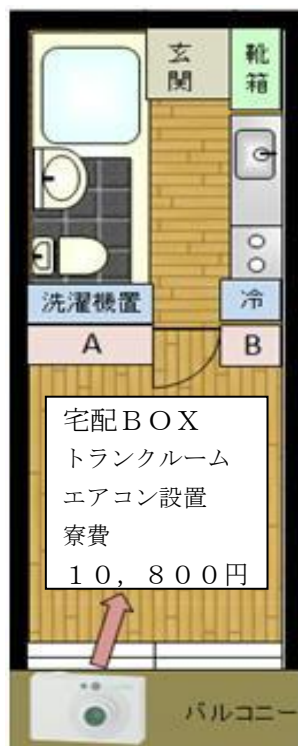 玄関
靴箱
洗濯機置
冷
A
B
宅配BOX
トランクルーム
エアコン設置
寮費
１０，８００円
バルコニー